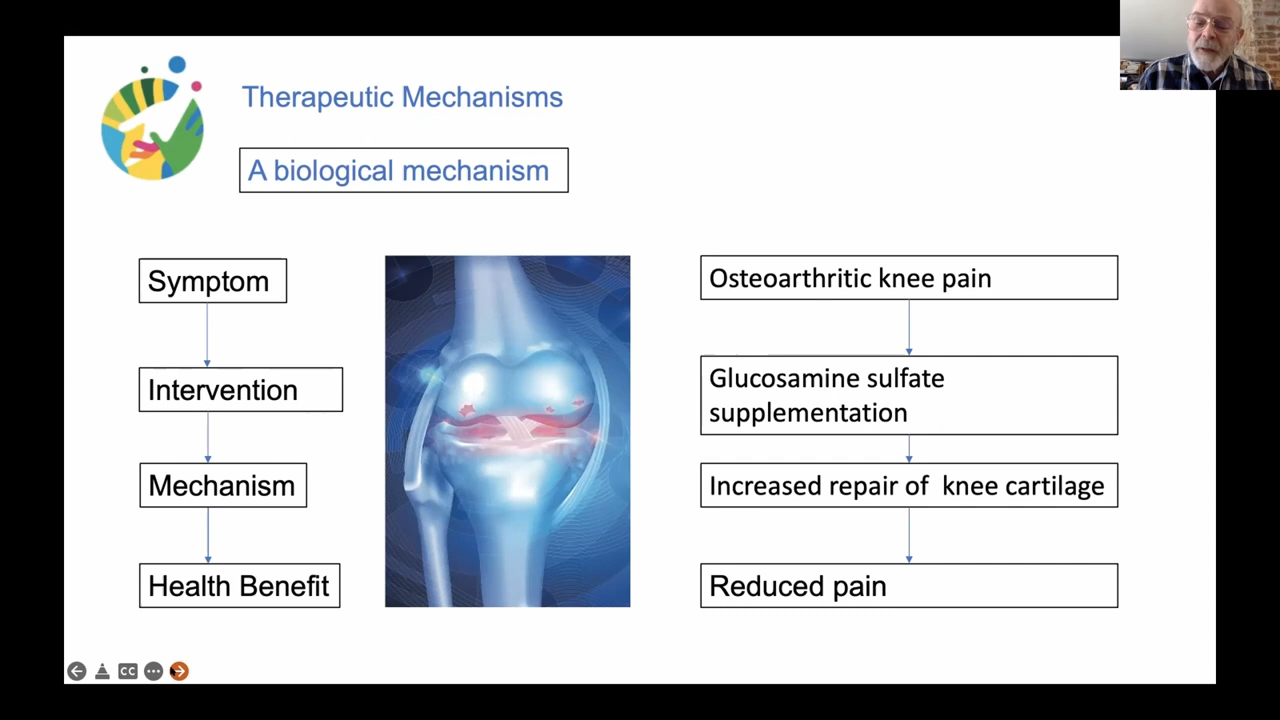 Therapeutic Mechanisms
A biological mechanism
Symptom
Intervention
Mechanism
Health Benefit
Osteoarthritic knee pain
Glucosamine sulfate
supplementation
Increased repair of knee cartilage
Reduced pain
CC